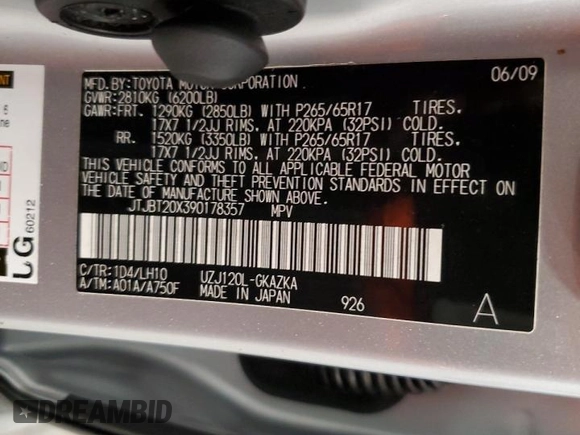 MFD.BY:TOYOTA MOTOR CORPORATION 06/09
GVWR:2810KG (6200LB)
GAWR:FRT. 1290KG (2850LB) WITH P265/65R17 TIRES,
17X7 1/2JJ RIMS, AT 220KPA (32PSI) COLD.
RR. 1520KG (3350LB) WITH P265/65R17 TIRES,
17X7 1/2JJ RIMS, AT 220KPA (32PSI) COLD.
THIS VEHICLE CONFORMS TO ALL APPLICABLE FEDERAL MOTOR
VEHICLE SAFETY AND THEFT PREVENTION STANDARDS IN EFFECT ON
THE DATE OF MANUFACTURE SHOWN ABOVE.
JTJBT20X390178357 MPV
C/TR:1D4/LH10 UZJ120L-GKAZKA
A/TM:A01A/A750F MADE IN JAPAN 926 A
UG
60212
DREAMBID